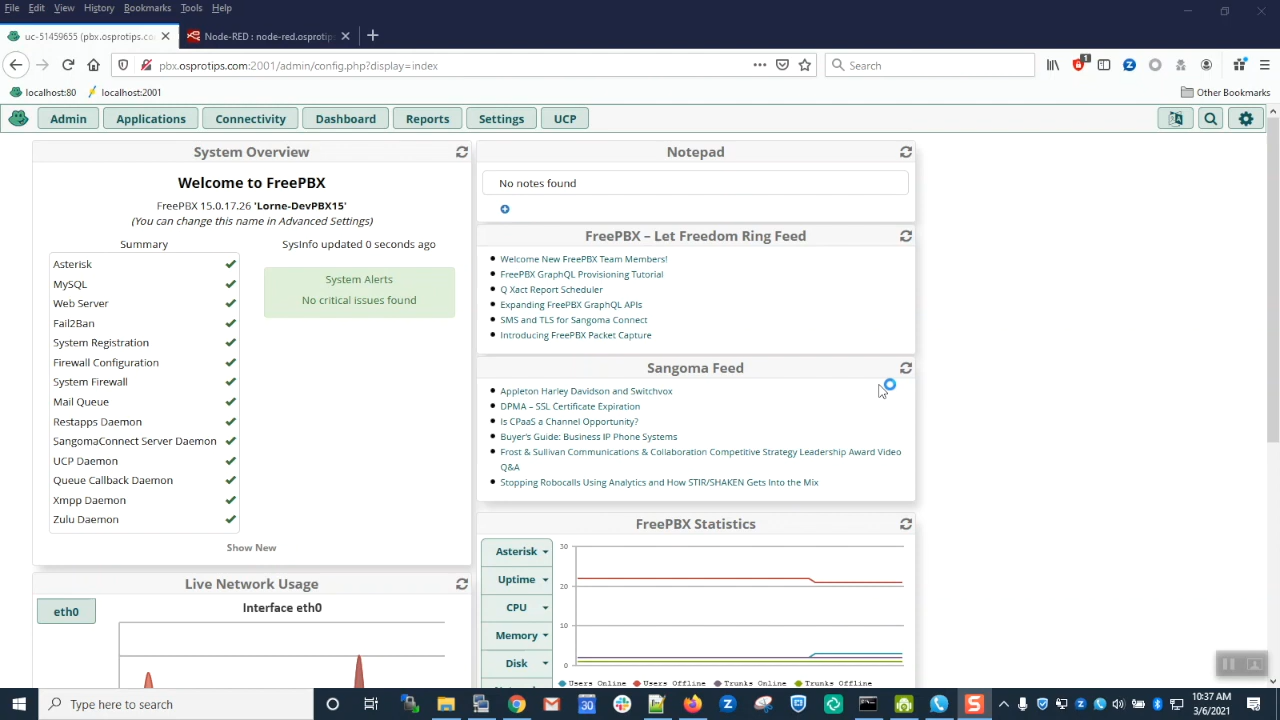 File Edit View History Bookmarks Tools Help
uc-51459655 (pbx.osprotips.co
Node-RED : node-red.osprotips
pbx.osprotips.com:2001/admin/config.php?display=index
Search
1
localhost:80 localhost:2001
Other Bookmarks
Admin Applications Connectivity Dashboard Reports Settings UCP
System Overview
Welcome to FreePBX
FreePBX 15.0.17.26 'Lorne-DevPBX15'
(You can change this name in Advanced Settings)
Summary
Asterisk
MySQL
Web Server
Fail2Ban
System Registration
Firewall Configuration
System Firewall
Mail Queue
Restapps Daemon
SangomaConnect Server Daemon
UCP Daemon
Queue Callback Daemon
Xmpp Daemon
Zulu Daemon
SysInfo updated 0 seconds ago
System Alerts
No critical issues found
Show New
Live Network Usage
eth0
Interface eth0
Notepad
No notes found
FreePBX – Let Freedom Ring Feed
Welcome New FreePBX Team Members!
FreePBX GraphQL Provisioning Tutorial
Q Xact Report Scheduler
Expanding FreePBX GraphQL APIs
SMS and TLS for Sangoma Connect
Introducing FreePBX Packet Capture
Sangoma Feed
Appleton Harley Davidson and Switchvox
DPMA – SSL Certificate Expiration
Is CPaaS a Channel Opportunity?
Buyer's Guide: Business IP Phone Systems
Frost & Sullivan Communications & Collaboration Competitive Strategy Leadership Award Video
Q&A
Stopping Robocalls Using Analytics and How STIR/SHAKEN Gets Into the Mix
FreePBX Statistics
Asterisk
Uptime
CPU
Memory
Disk
30
20
10
0
Users Online Users Offline Trunks Online Trunks Offline
Type here to search
10:37 AM
3/6/2021